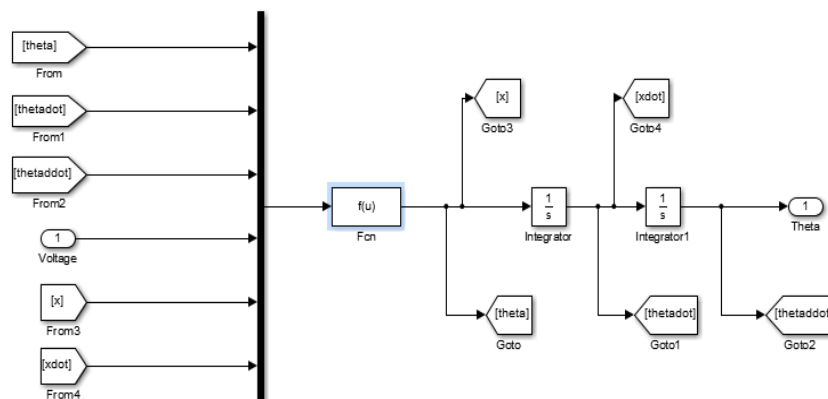 [theta]
From
[thetadot]
From1
[thetaddot]
From2
1
Voltage
[x]
From3
[xdot]
From4
f(u)
Fcn
[x]
Goto3
[theta]
Goto
1
s
Integrator
[xdot]
Goto4
[thetadot]
Goto1
1
s
Integrator1
1
Theta
[thetaddot]
Goto2